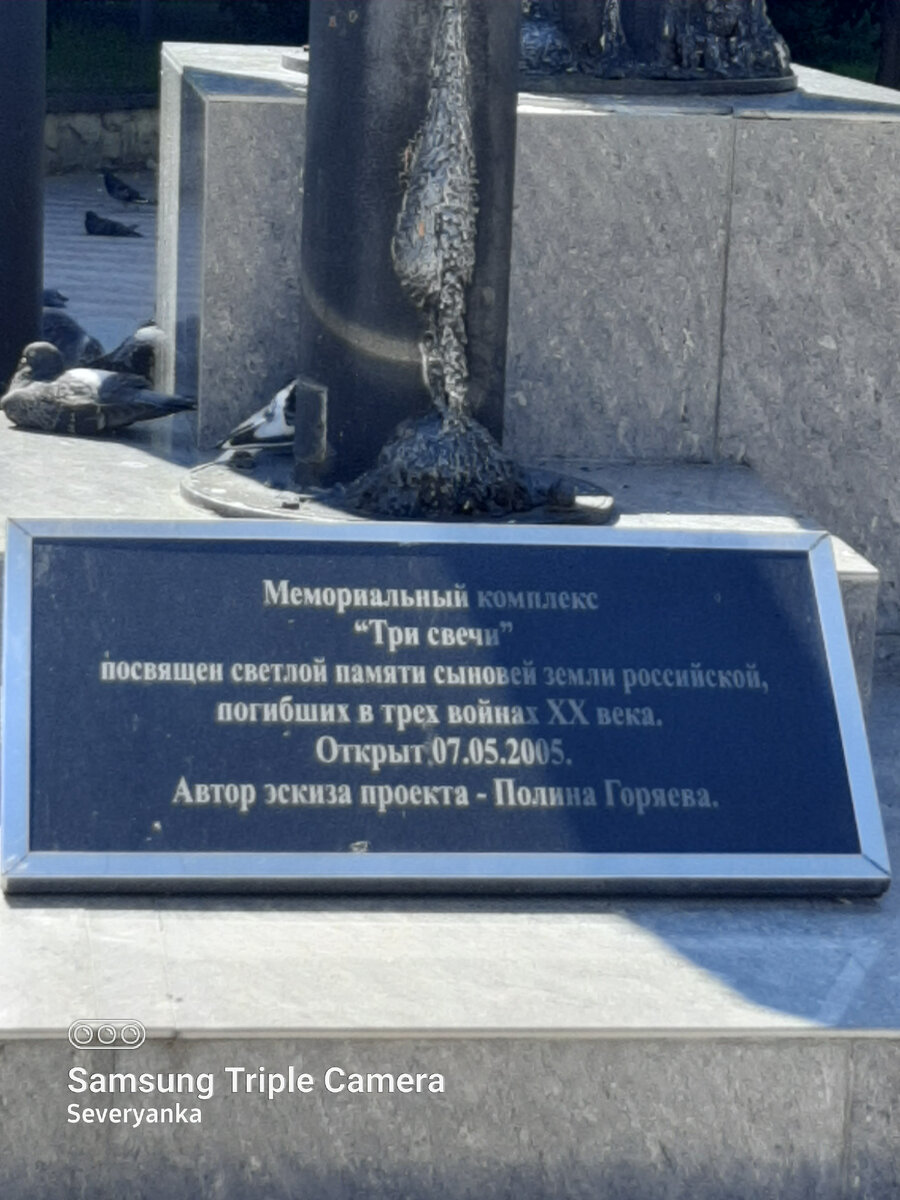 Мемориальный комплекс
“Три свечи”
посвящен светлой памяти сыновей земли российской,
погибших в трех войнах XX века.
Открыт 07.05.2005.
Автор эскиза проекта - Полина Горяева.
Samsung Triple Camera
Severyanka